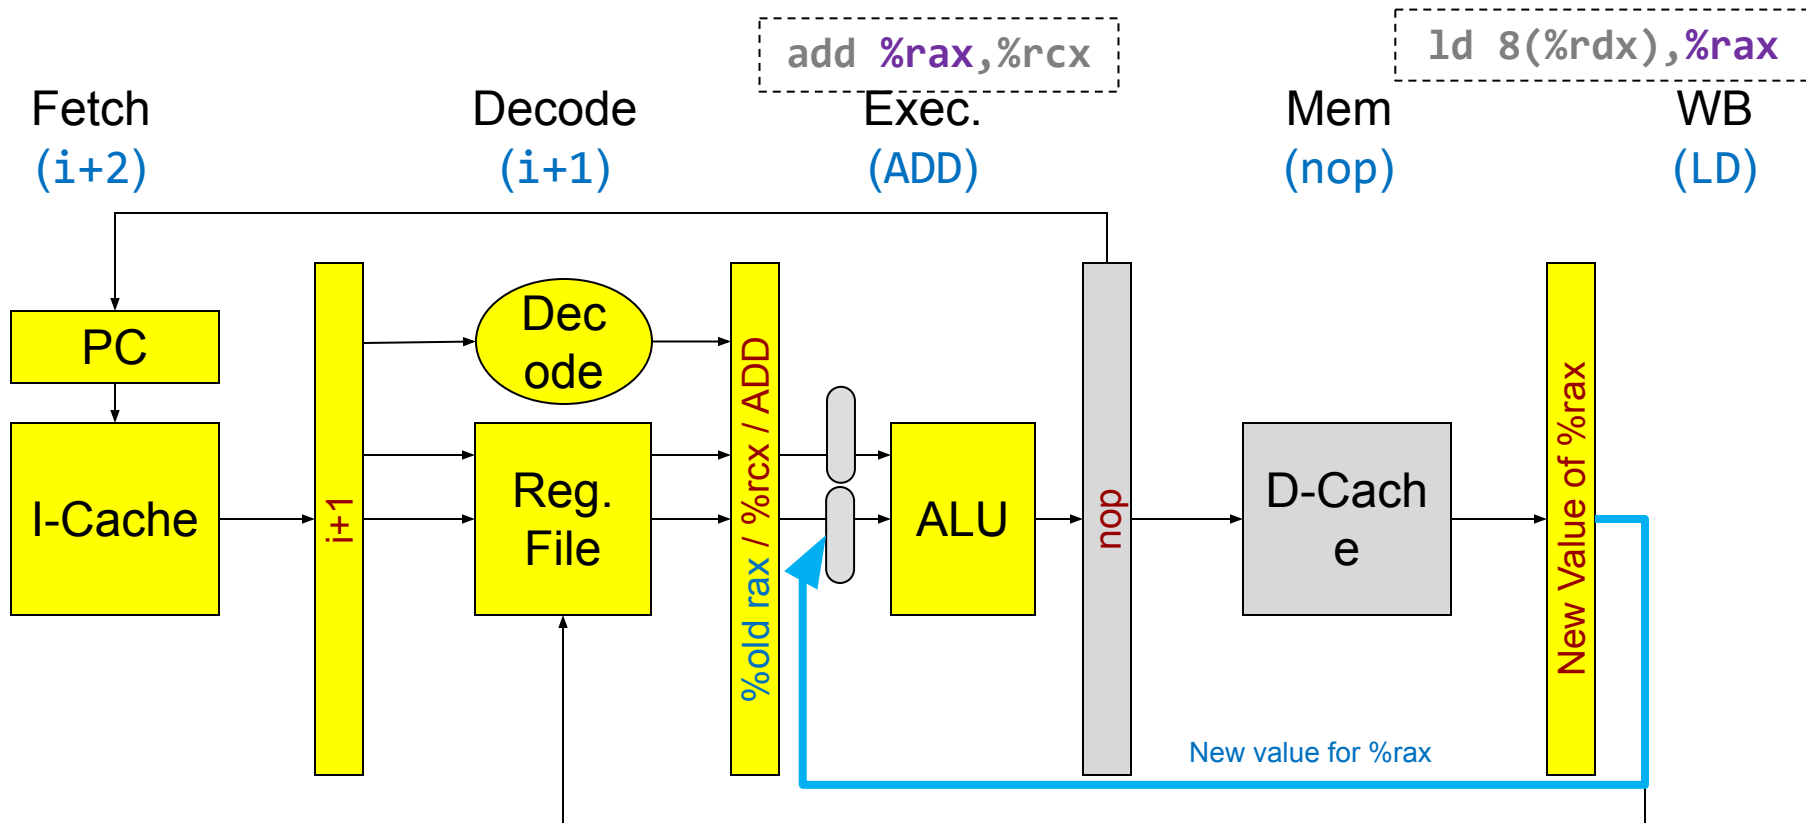 add %rax,%rcx
ld 8(%rdx),%rax
Fetch
(i+2)
Decode
(i+1)
Exec.
(ADD)
Mem
(nop)
WB
(LD)
PC
I-Cache
i+1
Dec
ode
Reg.
File
%old rax / %rcx / ADD
ALU
nop
D-Cach
e
New Value of %rax
New value for %rax